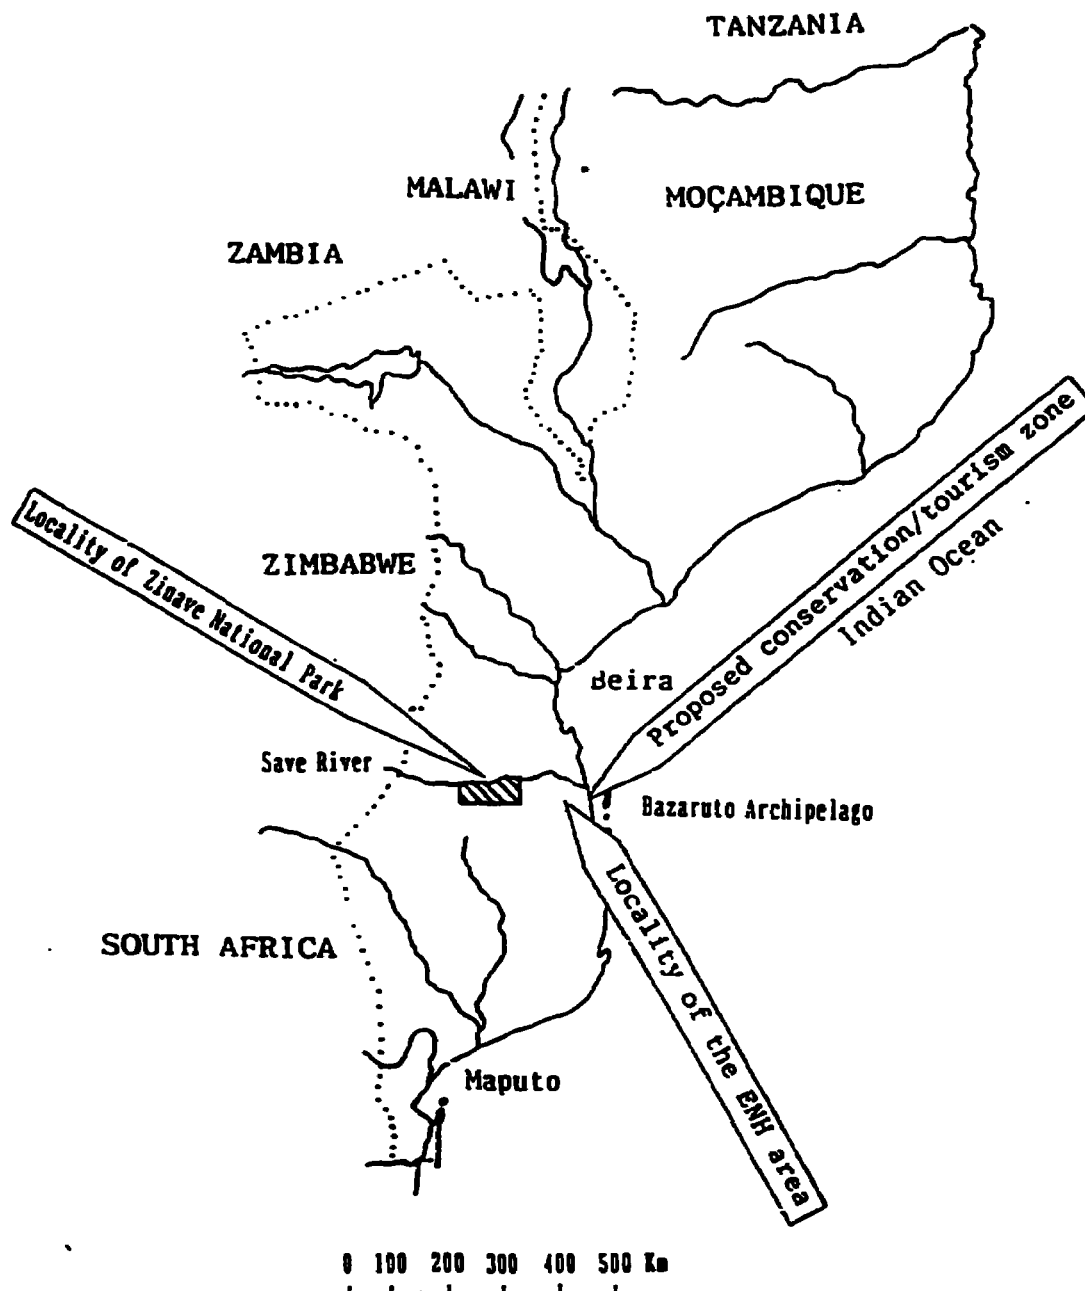 TANZANIA
MALAWI
MOÇAMBIQUE
ZAMBIA
Locality of Zinave National Park
ZIMBABWE
Proposed conservation/tourism zone
Indian Ocean
Beira
Save River
Bazaruto Archipelago
Locality of the ENH area
SOUTH AFRICA
Maputo
0 100 200 300 400 500 Km